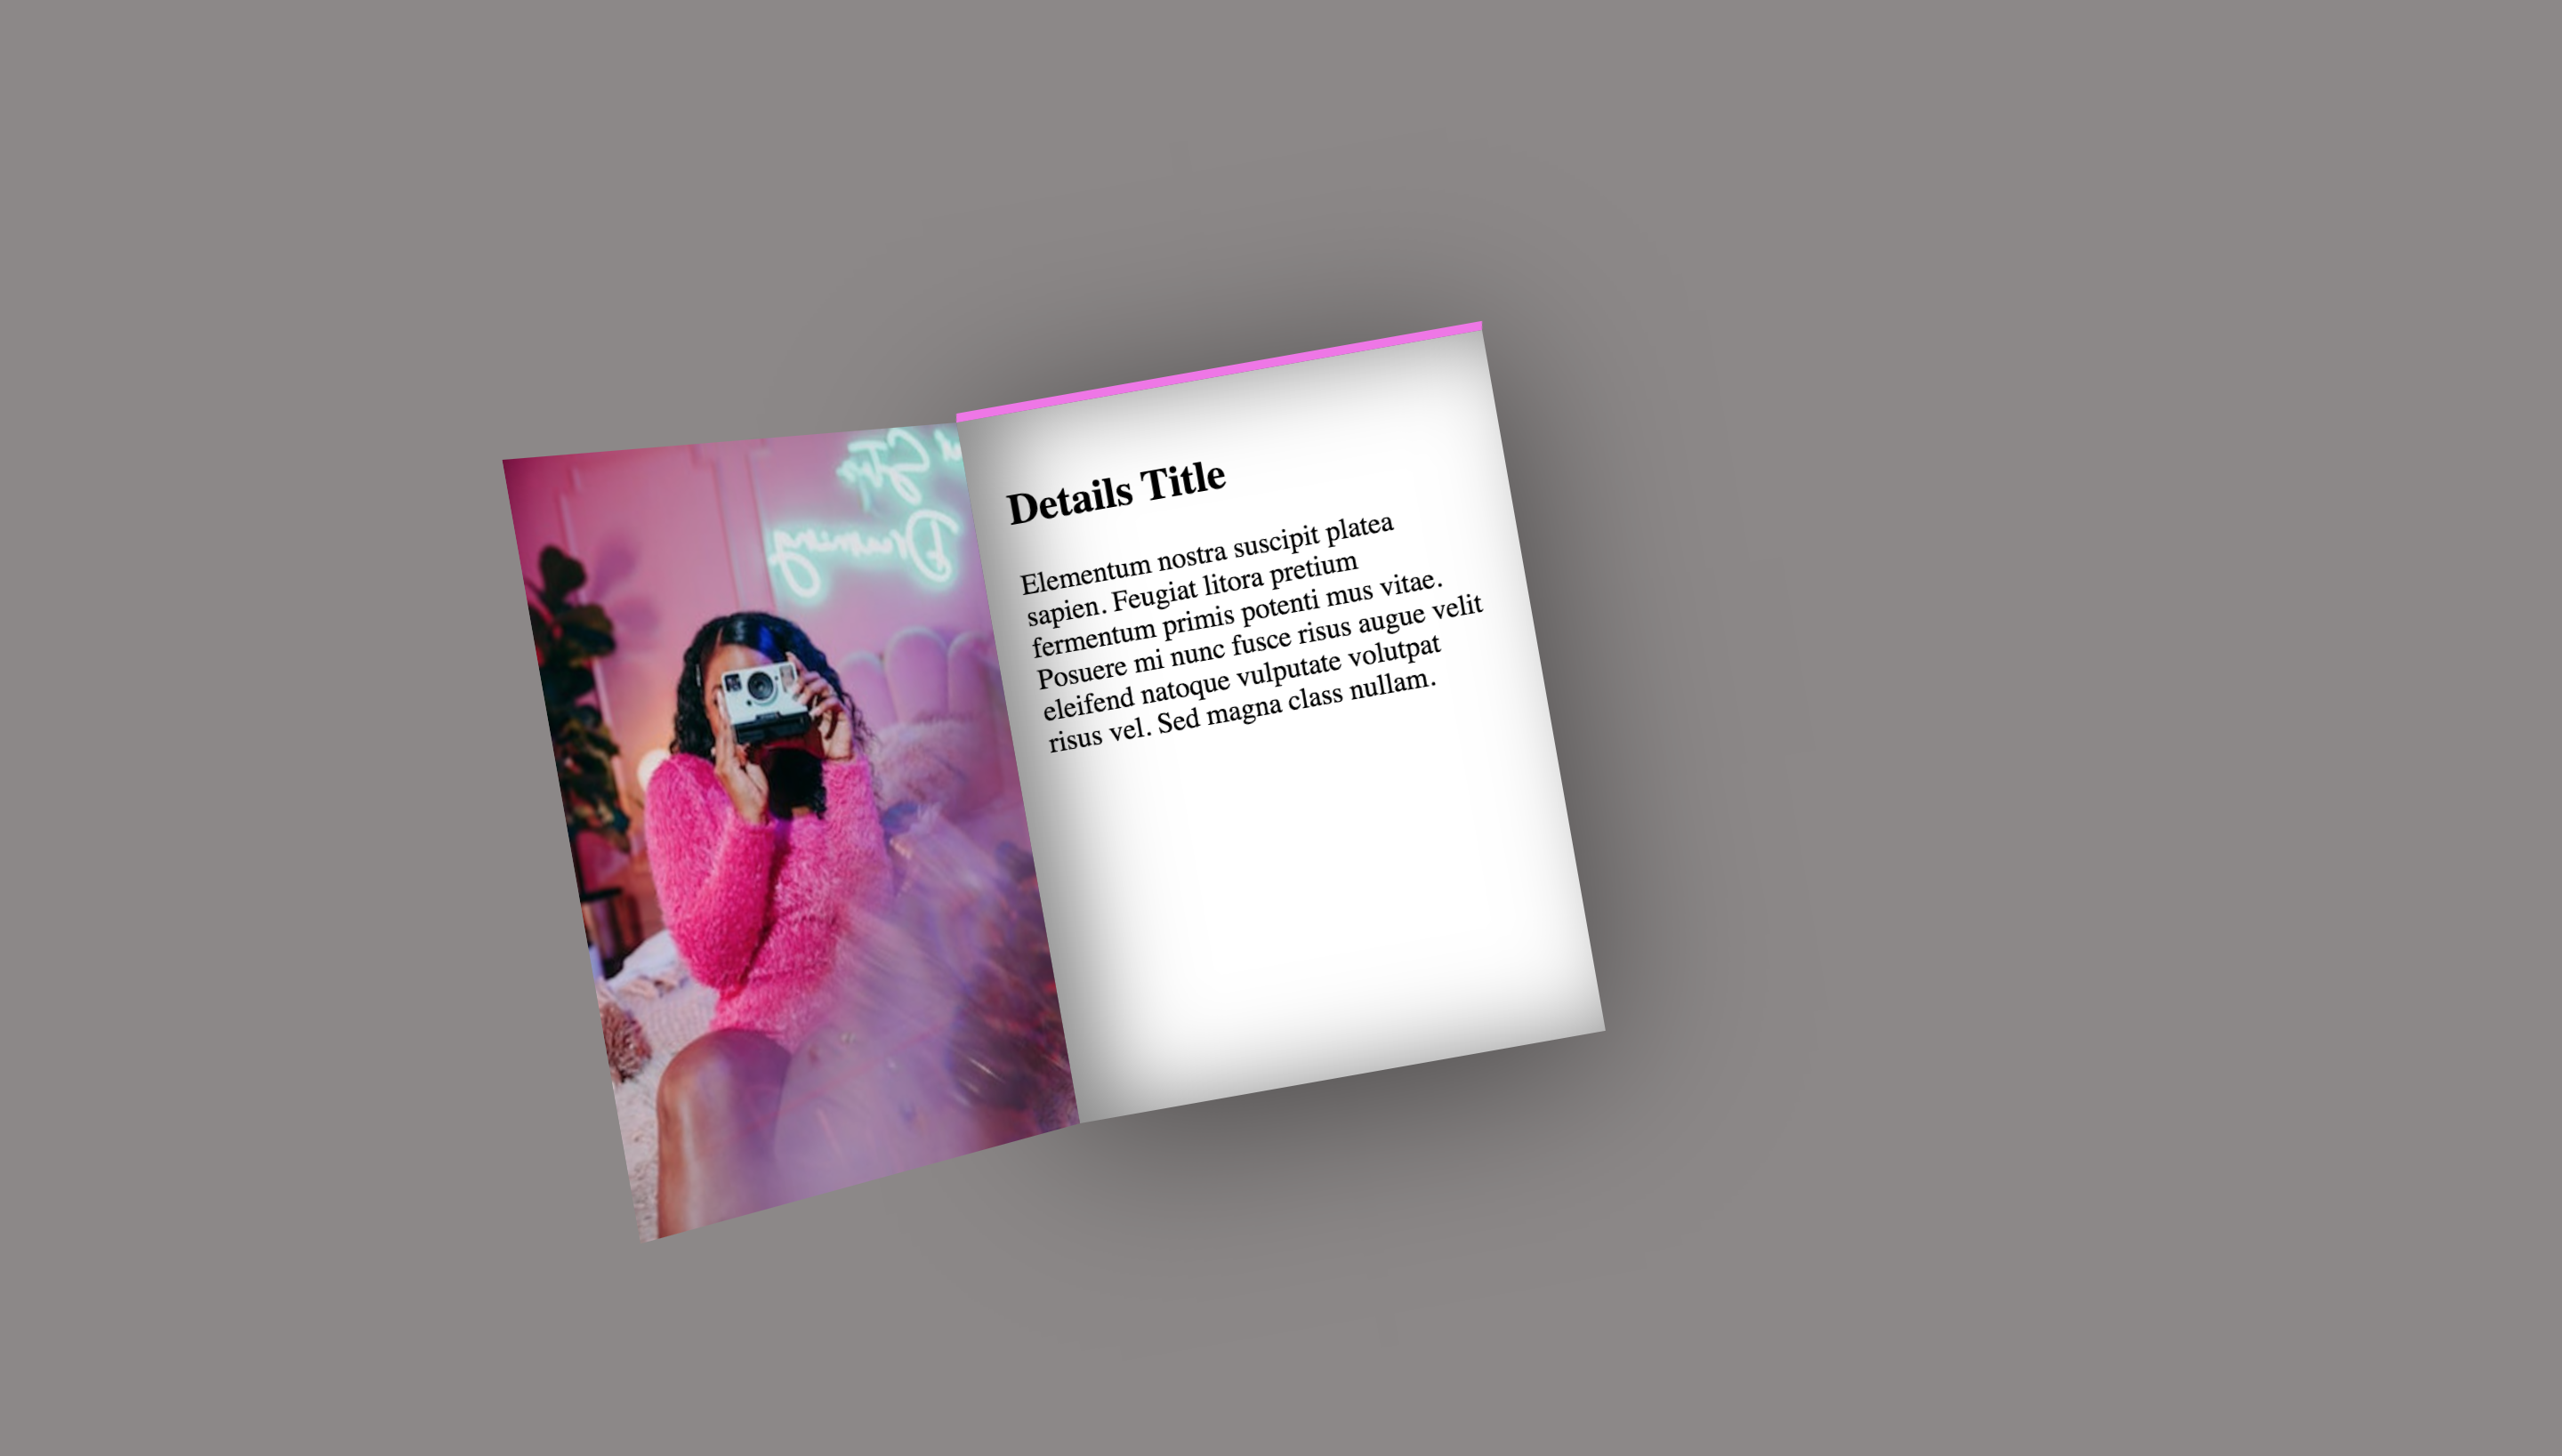 Dreaming
Details Title
Elementum nostra suscipit platea
sapien. Feugiat litora pretium
fermentum primis potenti mus vitae.
Posuere mi nunc fusce risus augue velit
eleifend natoque vulputate volutpat
risus vel. Sed magna class nullam.